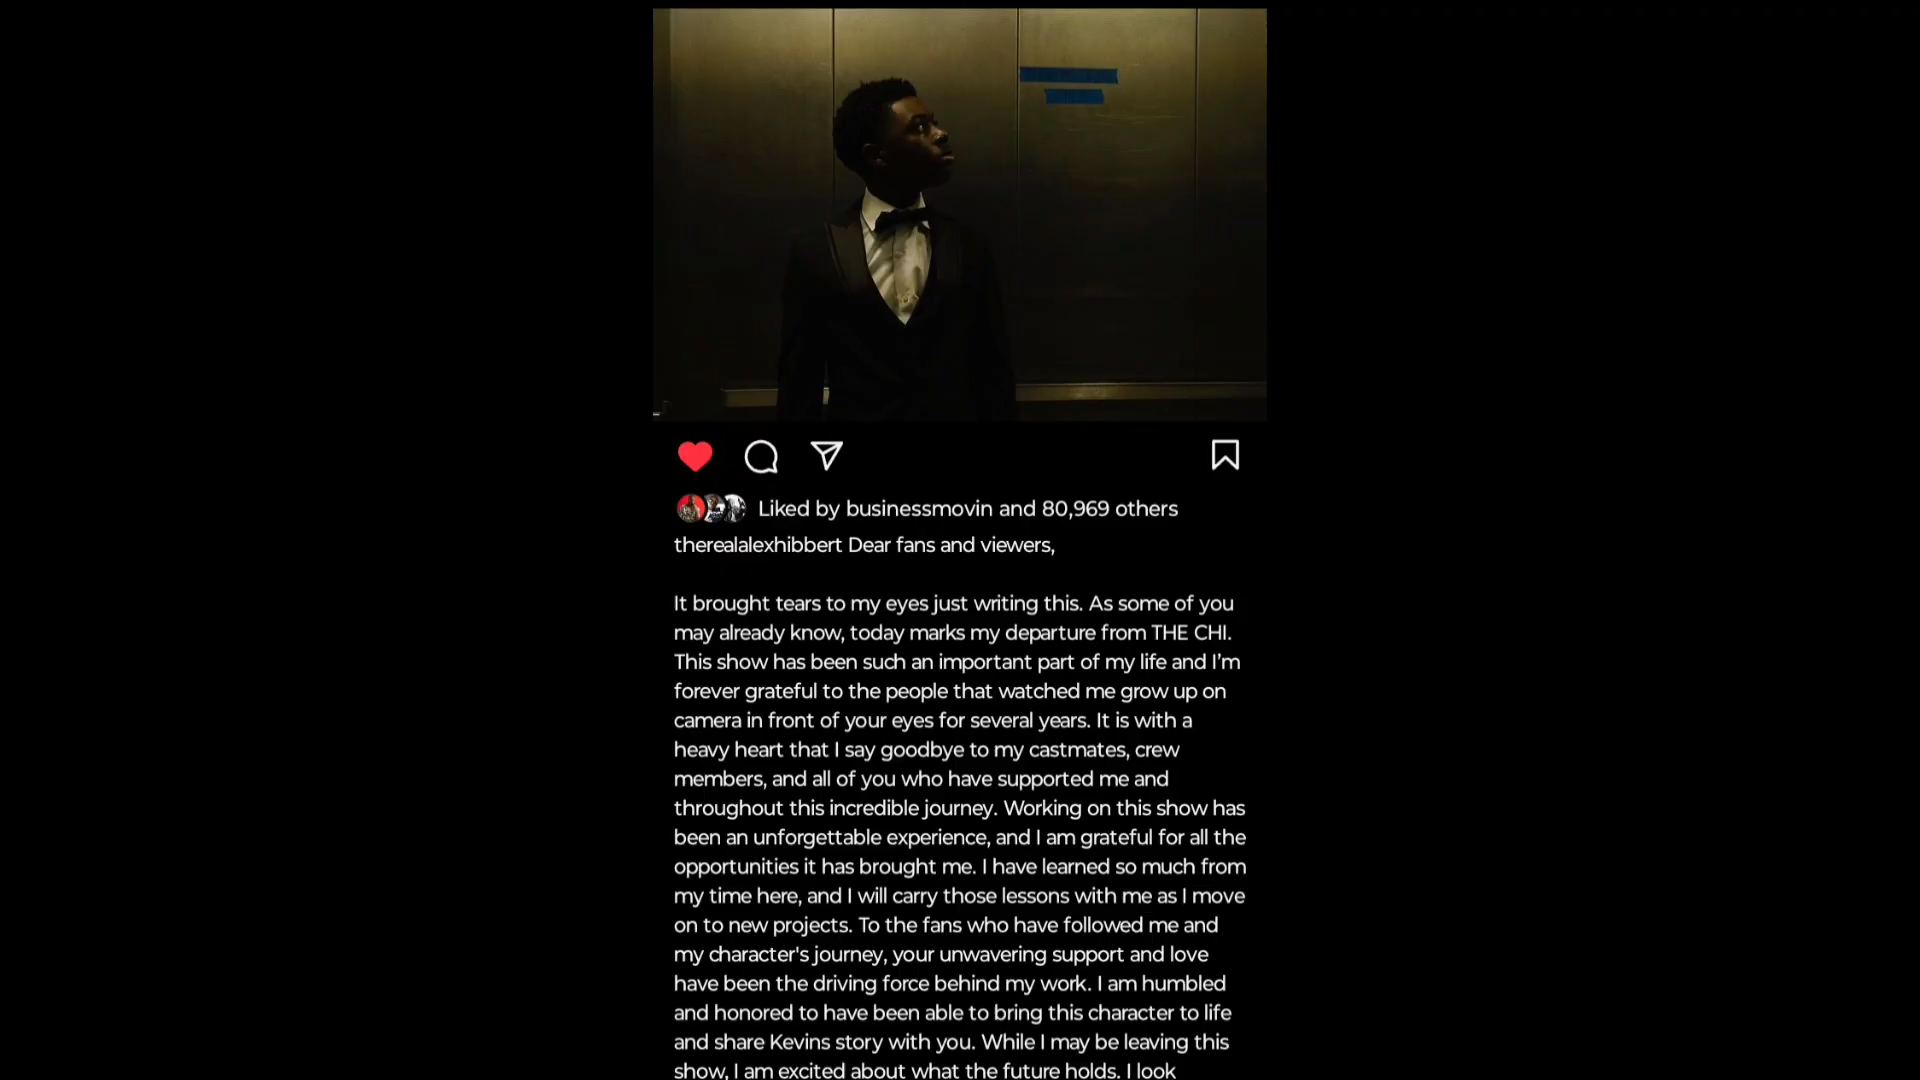 Liked by businessmovin and 80,969 others
therealalexhibbert Dear fans and viewers,
It brought tears to my eyes just writing this. As some of you
may already know, today marks my departure from THE CHI.
This show has been such an important part of my life and I’m
forever grateful to the people that watched me grow up on
camera in front of your eyes for several years. It is with a
heavy heart that I say goodbye to my castmates, crew
members, and all of you who have supported me and
throughout this incredible journey. Working on this show has
been an unforgettable experience, and I am grateful for all the
opportunities it has brought me. I have learned so much from
my time here, and I will carry those lessons with me as I move
on to new projects. To the fans who have followed me and
my character's journey, your unwavering support and love
have been the driving force behind my work. I am humbled
and honored to have been able to bring this character to life
and share Kevins story with you. While I may be leaving this
show, I am excited about what the future holds. I look